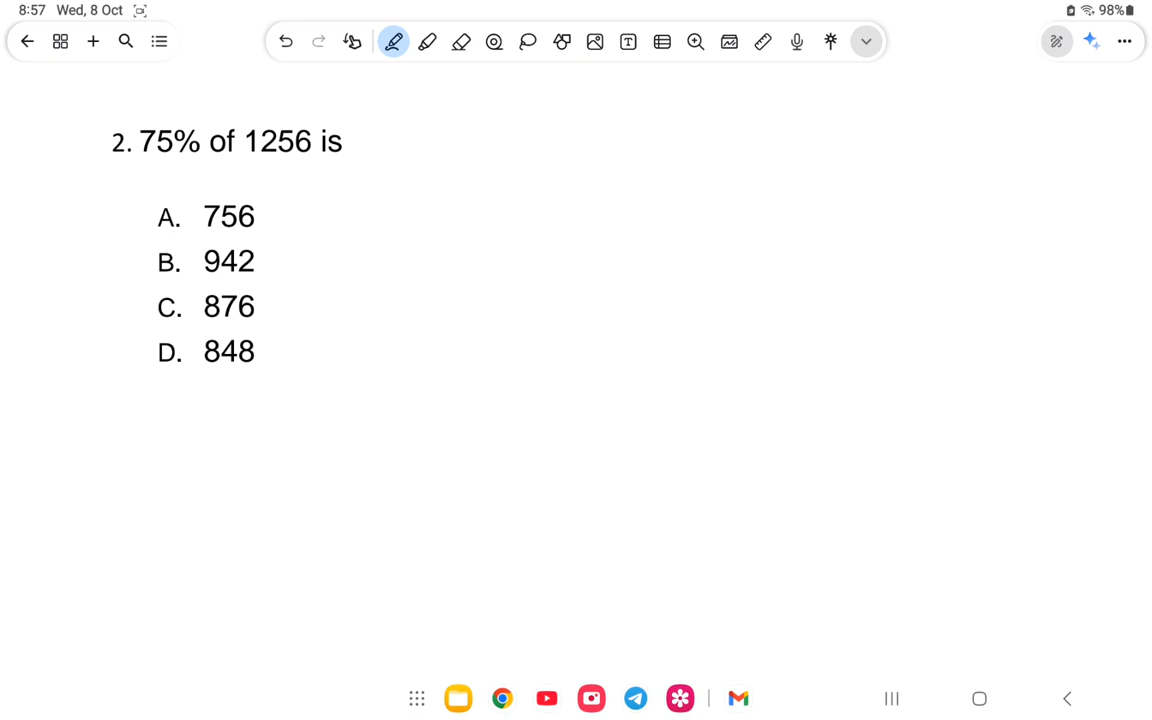 8:57 Wed, 8 Oct
98%
2. 75% of 1256 is
A. 756
B. 942
C. 876
D. 848